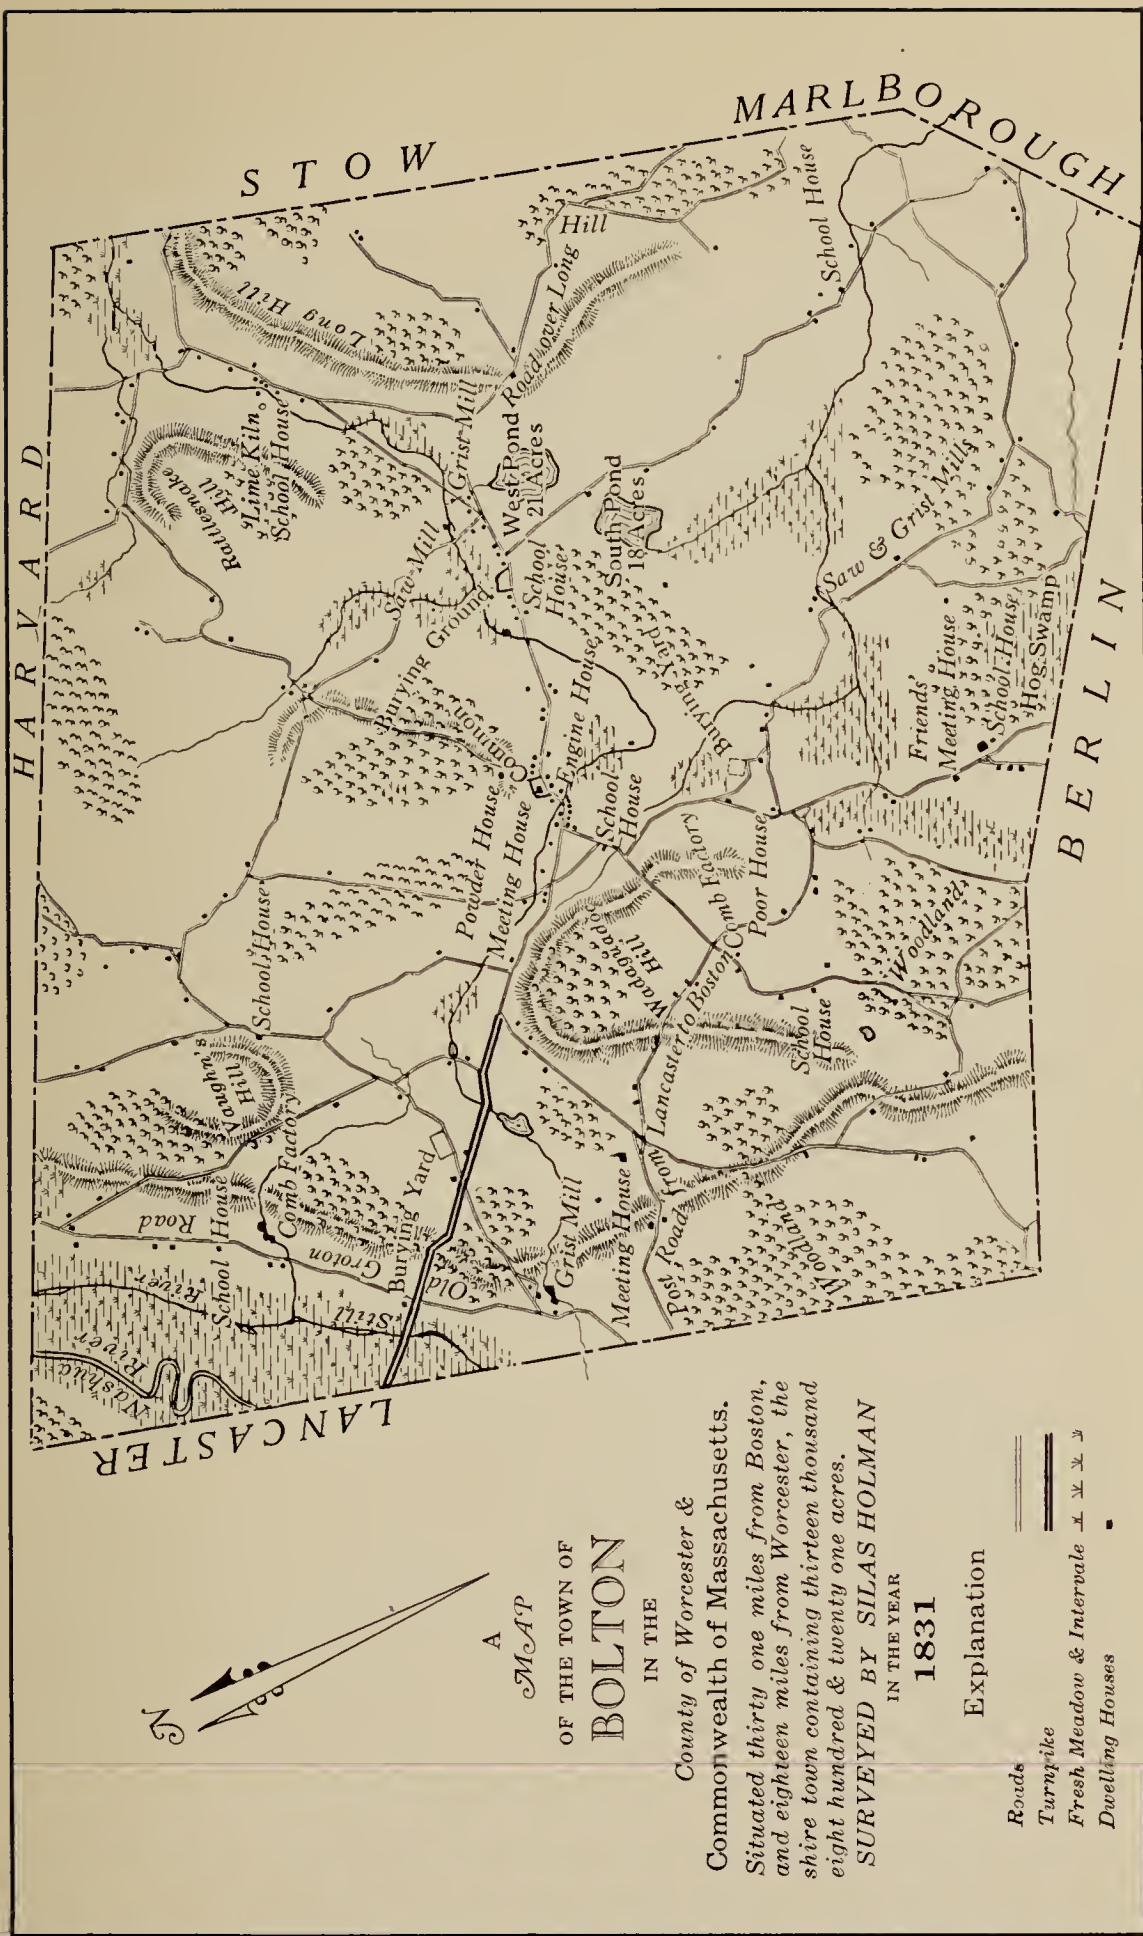 A
MAP
OF THE TOWN OF
BOLTON
IN THE
County of Worcester &
Commonwealth of Massachusetts.
Situated thirty one miles from Boston,
and eighteen miles from Worcester, the
shire town containing thirteen thousand
eight hundred & twenty one acres.
SURVEYED BY SILAS HOLMAN
IN THE YEAR
1831
Explanation
Roads
Turnpike
Fresh Meadow & Intervale
Dwelling Houses
N
HARVARD
STOW
MARLBOROUGH
BERLIN
LANCASTER
Nashua
River
Still
River
School House
Road
Groton
Old
Comb Factory
Vaughn's
Hill
School House
Burying Yard
Grist Mill
Meeting House
Post Road from Lancaster to Boston
Woodland
Powder House
Meeting House
Common
Burying Ground
Saw Mill
Engine House
School
House
School
House
Wadaguadoc
Hill
Comb Factory
Poor House
School
House
Woodland
Burying Yard
Rattlesnake
Hill
Lime Kiln
School House
Long Hill
Grist Mill
West Pond
21 Acres
Road over Long
Hill
South Pond
18 Acres
School House
Saw & Grist Mills
Friends'
Meeting House
School House
Hog Swamp